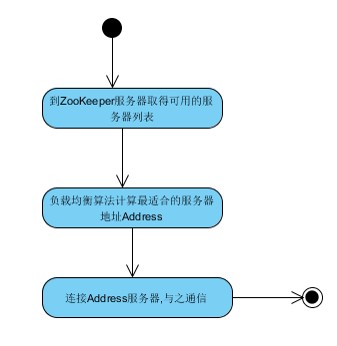 到ZooKeeper服务器取得可用的服
务器列表
负载均衡算法计算最适合的服务器
地址Address
连接Address服务器,与之通信